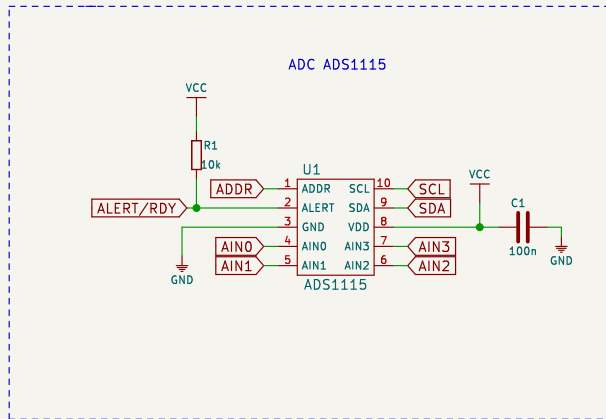 ADC ADS1115
VCC
R1
10k
U1
ADDR 1 ADDR SCL 10 SCL
ALERT/RDY 2 ALERT SDA 9 SDA
3 GND VDD 8
AIN0 4 AIN0 AIN3 7 AIN3
AIN1 5 AIN1 AIN2 6 AIN2
ADS1115
GND
VCC
C1
100n
GND